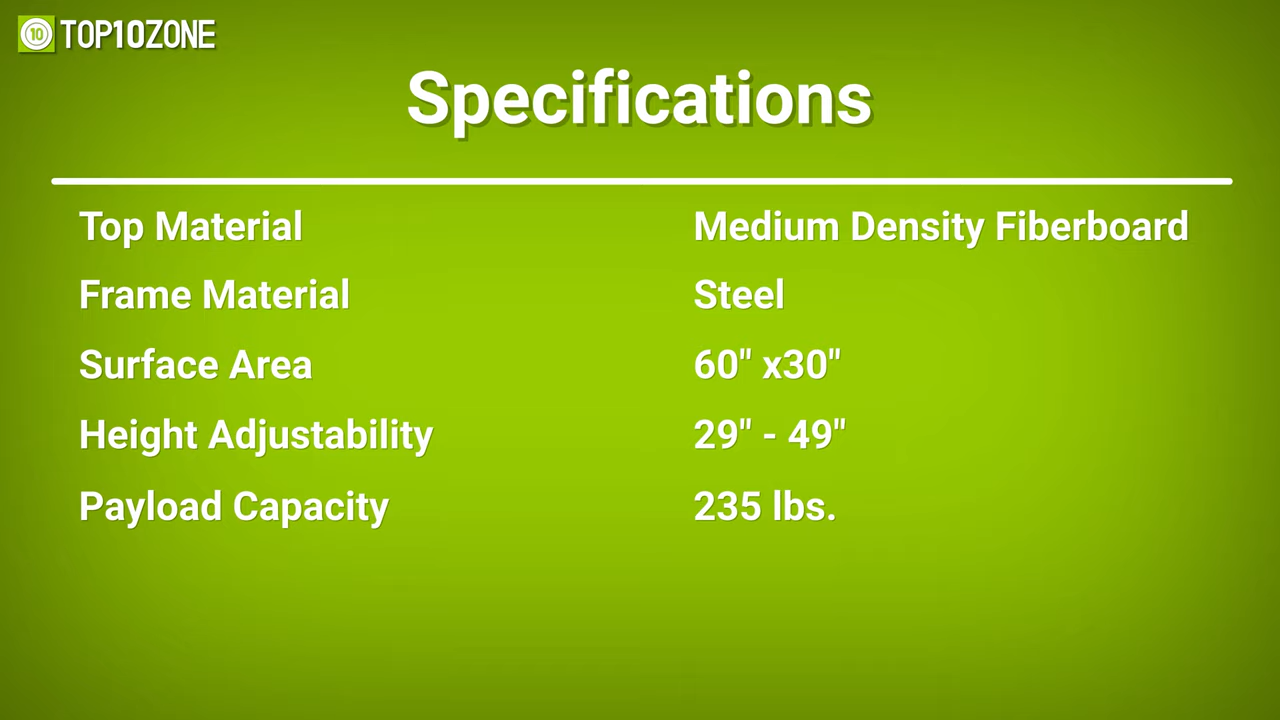 10 TOP10ZONE
Specifications
Top Material Medium Density Fiberboard
Frame Material Steel
Surface Area 60" x30"
Height Adjustability 29" - 49"
Payload Capacity 235 lbs.